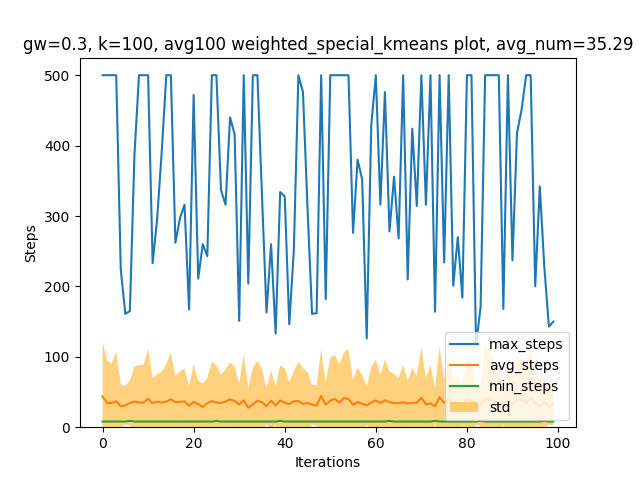 gw=0.3, k=100, avg100 weighted_special_kmeans plot, avg_num=35.29
500
400
300
200
100
0
Steps
0 20 40 60 80 100
Iterations
max_steps
avg_steps
min_steps
std